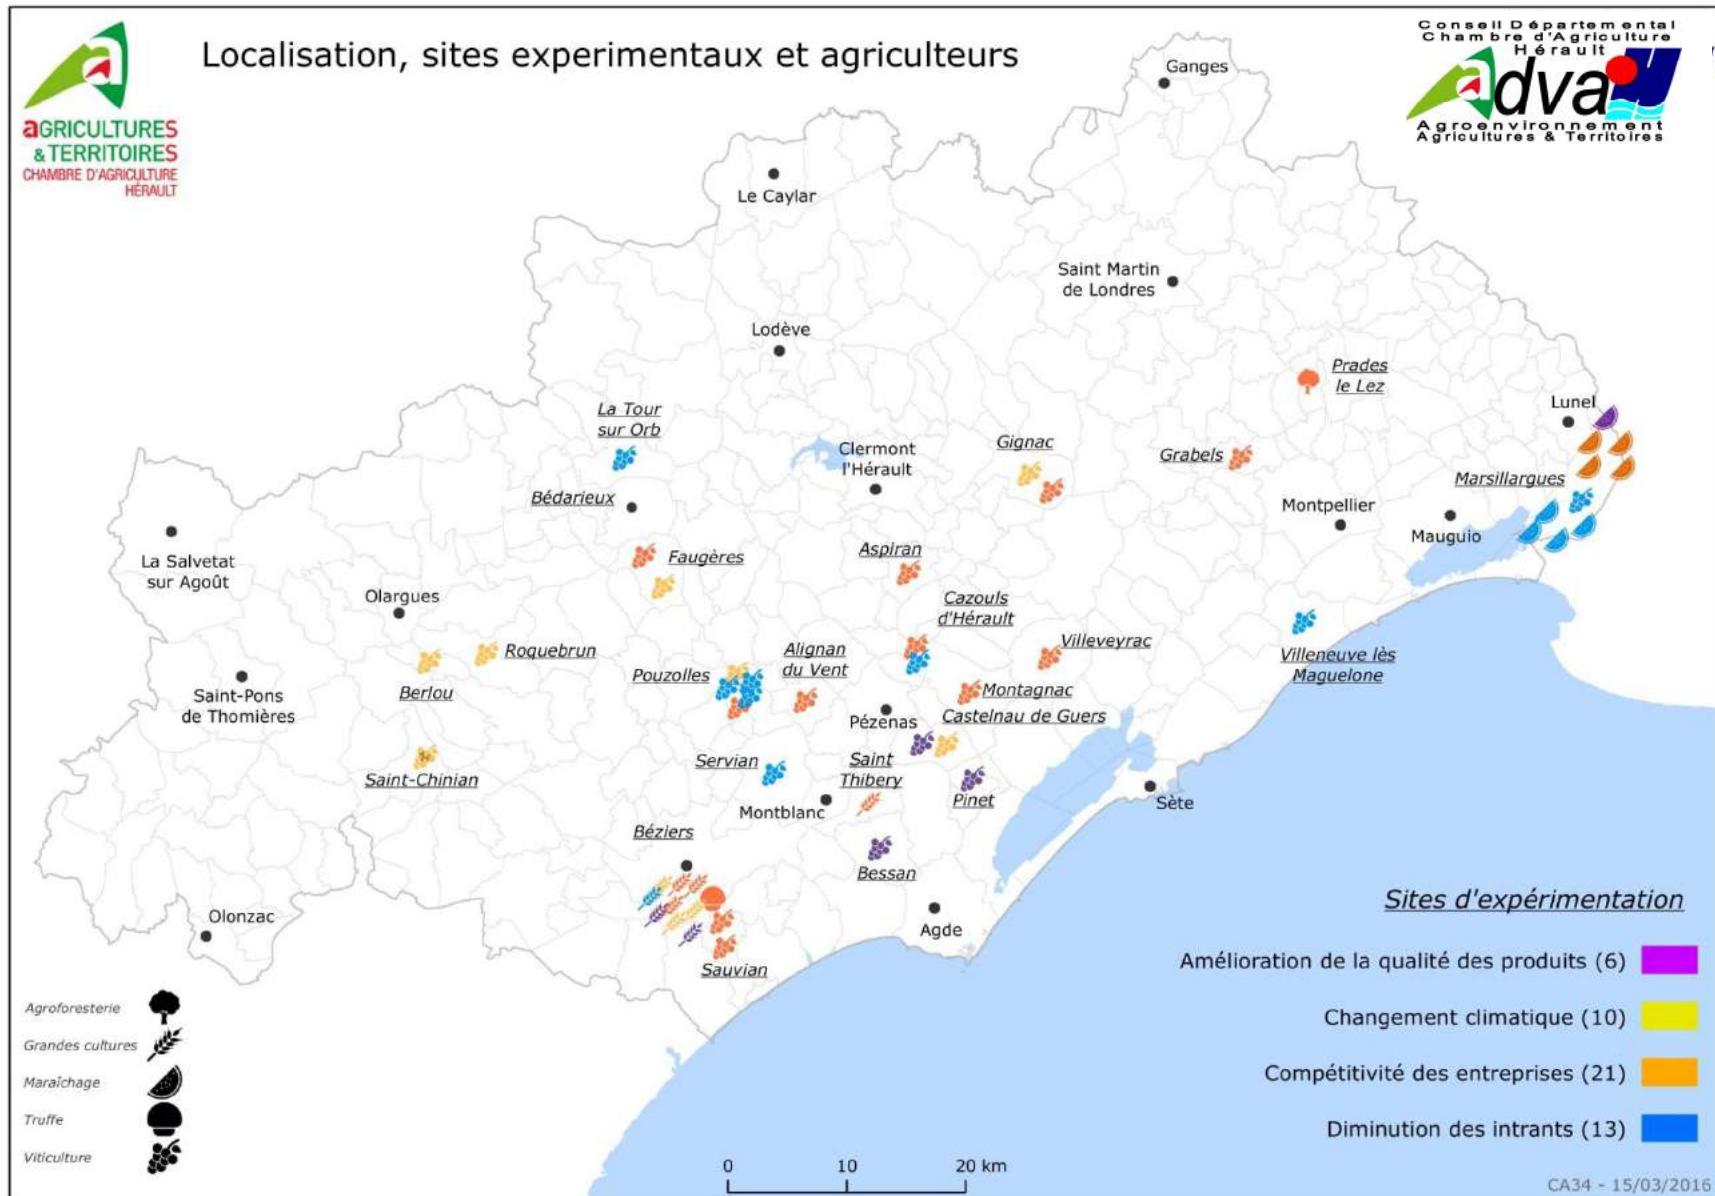 Localisation, sites experimentaux et agriculteurs
aGRICULTURES
& TERRITOIRES
CHAMBRE D'AGRICULTURE
HÉRAULT
Conseil Départemental
Chambre d'Agriculture
Hérault
Adva
Agroenvironnement
Agricultures & Territoires
Ganges
Le Caylar
Saint Martin
de Londres
Lodève
Prades
le Lez
Lunel
La Tour
sur Orb
Clermont
l'Hérault
Gignac
Grabels
Marsillargues
Bédarieux
Montpellier
Mauguio
La Salvetat
sur Agoût
Faugères
Aspiran
Olargues
Cazouls
d'Hérault
Roquebrun
Alignan
du Vent
Villeveyrac
Villeneuve lès
Maguelone
Berlou
Pouzolles
Saint-Pons
de Thomières
Montagnac
Pézenas
Castelnau de Guers
Saint-Chinian
Servian
Saint
Thibery
Montblanc
Pinet
Sète
Béziers
Bessan
Olonzac
Agde
Sauvian
Sites d'expérimentation
Amélioration de la qualité des produits (6)
Changement climatique (10)
Compétitivité des entreprises (21)
Diminution des intrants (13)
Agroforesterie
Grandes cultures
Maraîchage
Truffe
Viticulture
0 10 20 km
CA34 - 15/03/2016